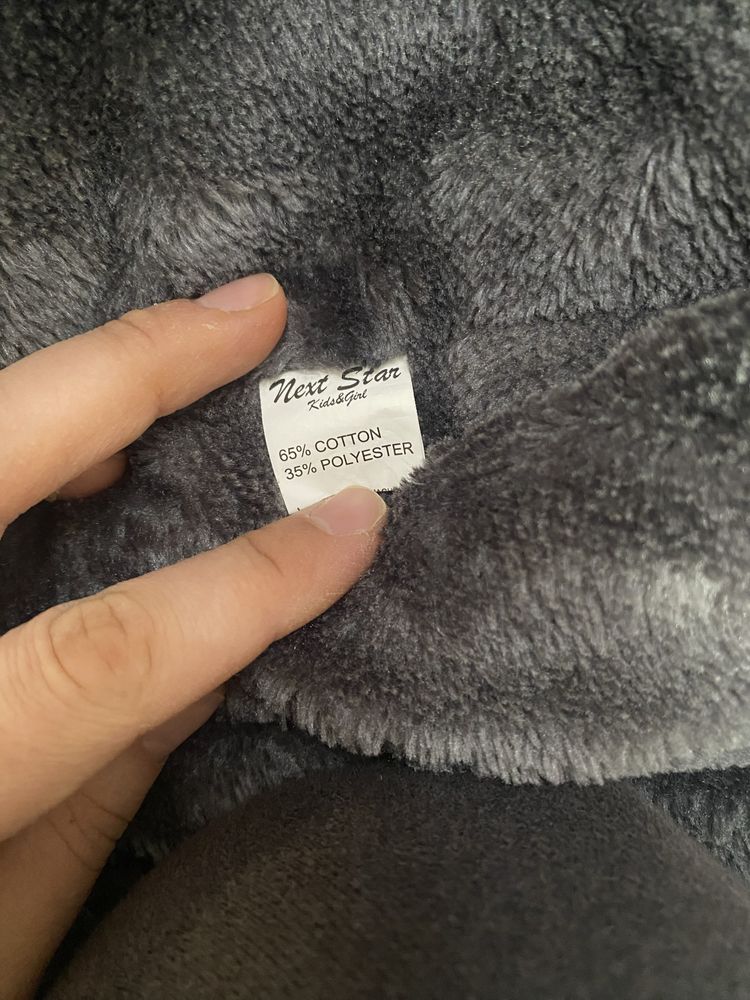 Next Star
Kids&Girl
65% COTTON
35% POLYESTER